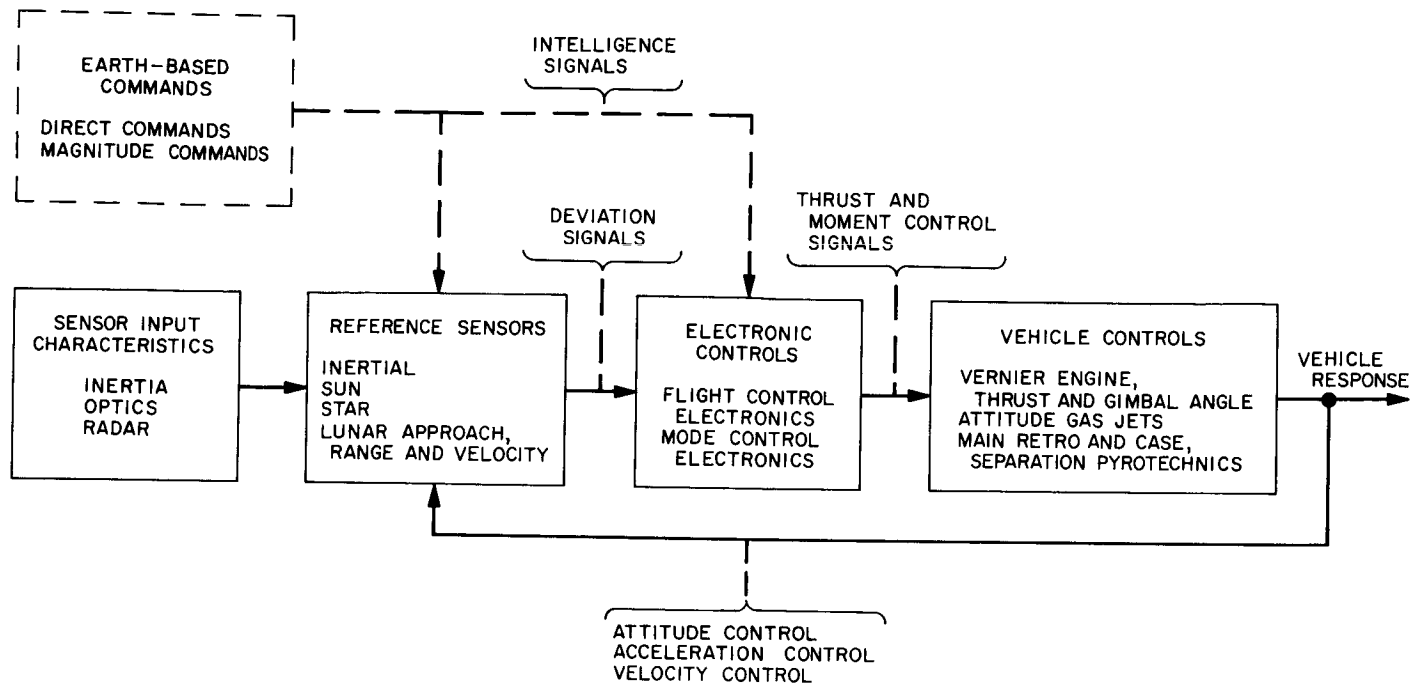 EARTH-BASED
COMMANDS
DIRECT COMMANDS
MAGNITUDE COMMANDS
INTELLIGENCE
SIGNALS
DEVIATION
SIGNALS
THRUST AND
MOMENT CONTROL
SIGNALS
SENSOR INPUT
CHARACTERISTICS
INERTIA
OPTICS
RADAR
REFERENCE SENSORS
INERTIAL
SUN
STAR
LUNAR APPROACH,
RANGE AND VELOCITY
ELECTRONIC
CONTROLS
FLIGHT CONTROL
ELECTRONICS
MODE CONTROL
ELECTRONICS
VEHICLE CONTROLS
VERNIER ENGINE,
THRUST AND GIMBAL ANGLE
ATTITUDE GAS JETS
MAIN RETRO AND CASE,
SEPARATION PYROTECHNICS
VEHICLE
RESPONSE
ATTITUDE CONTROL
ACCELERATION CONTROL
VELOCITY CONTROL